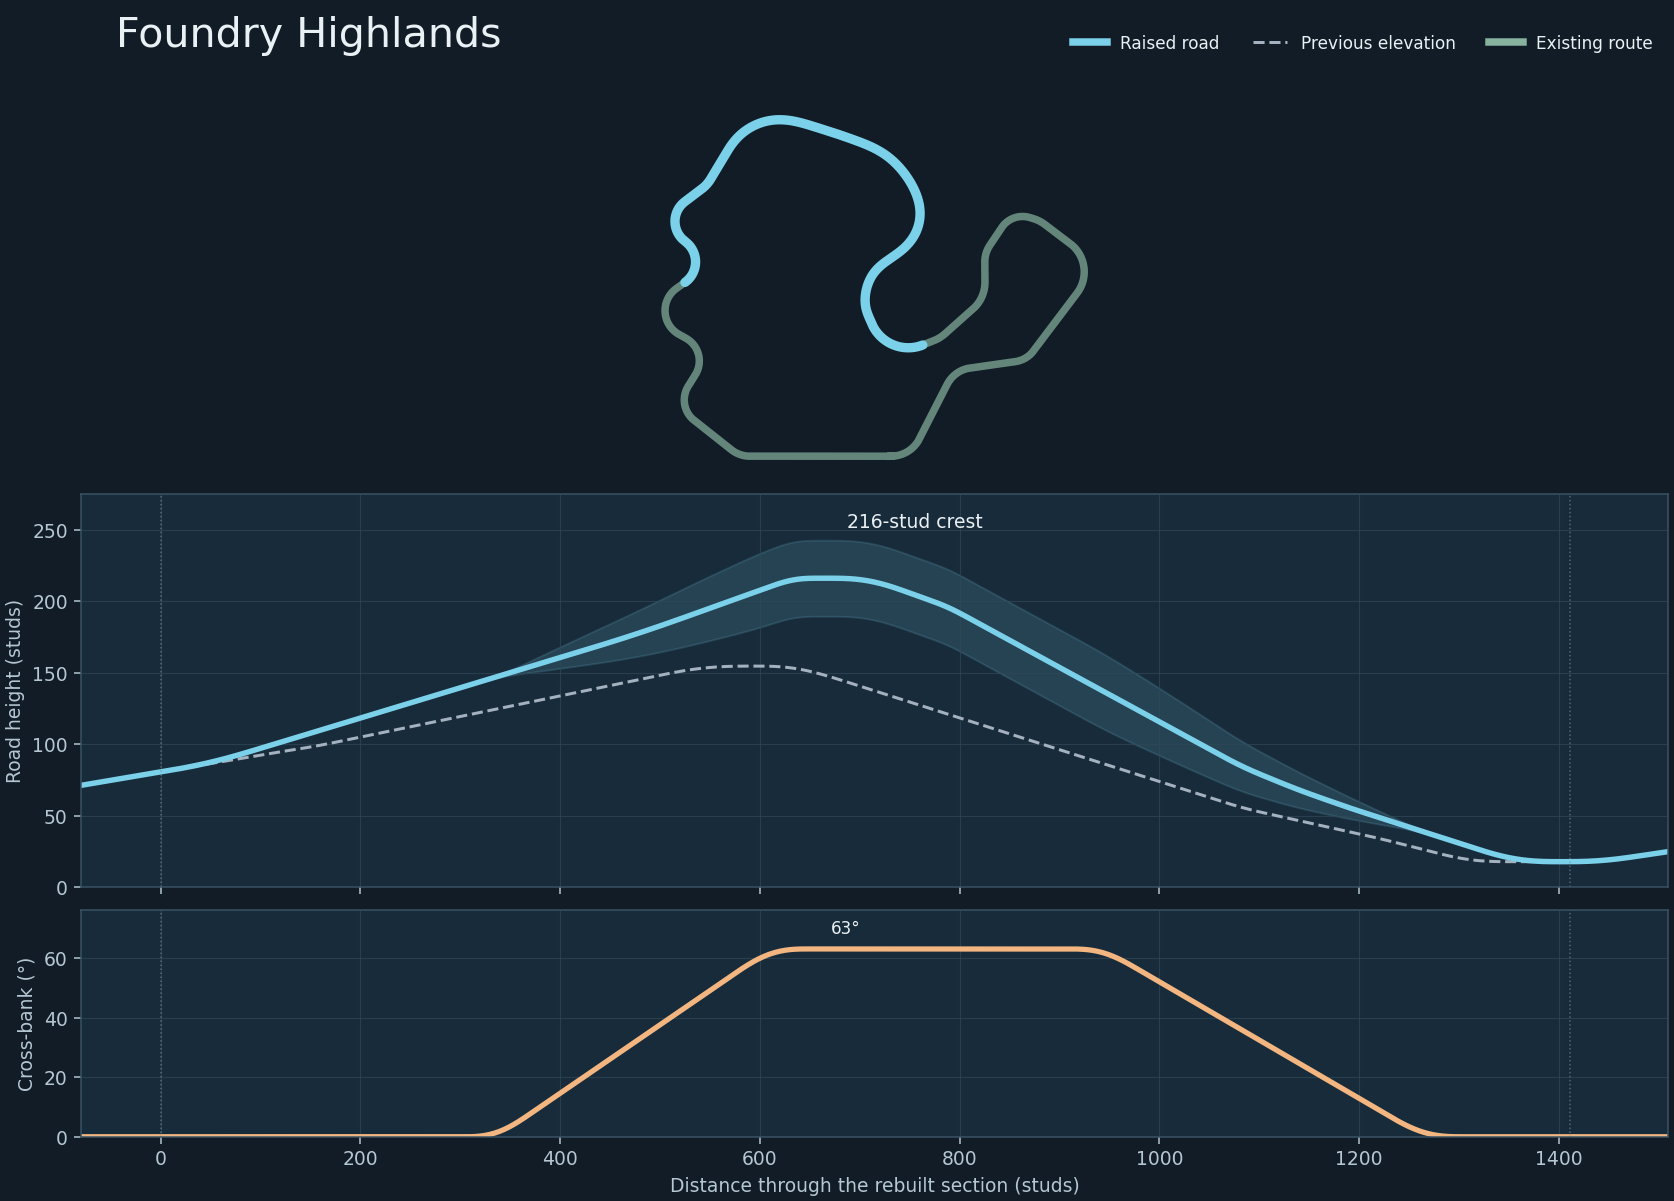 Foundry Highlands
Raised road
Previous elevation
Existing route
216-stud crest
Road height (studs)
250
200
150
100
50
0
63°
Cross-bank (°)
60
40
20
0
0 200 400 600 800 1000 1200 1400
Distance through the rebuilt section (studs)